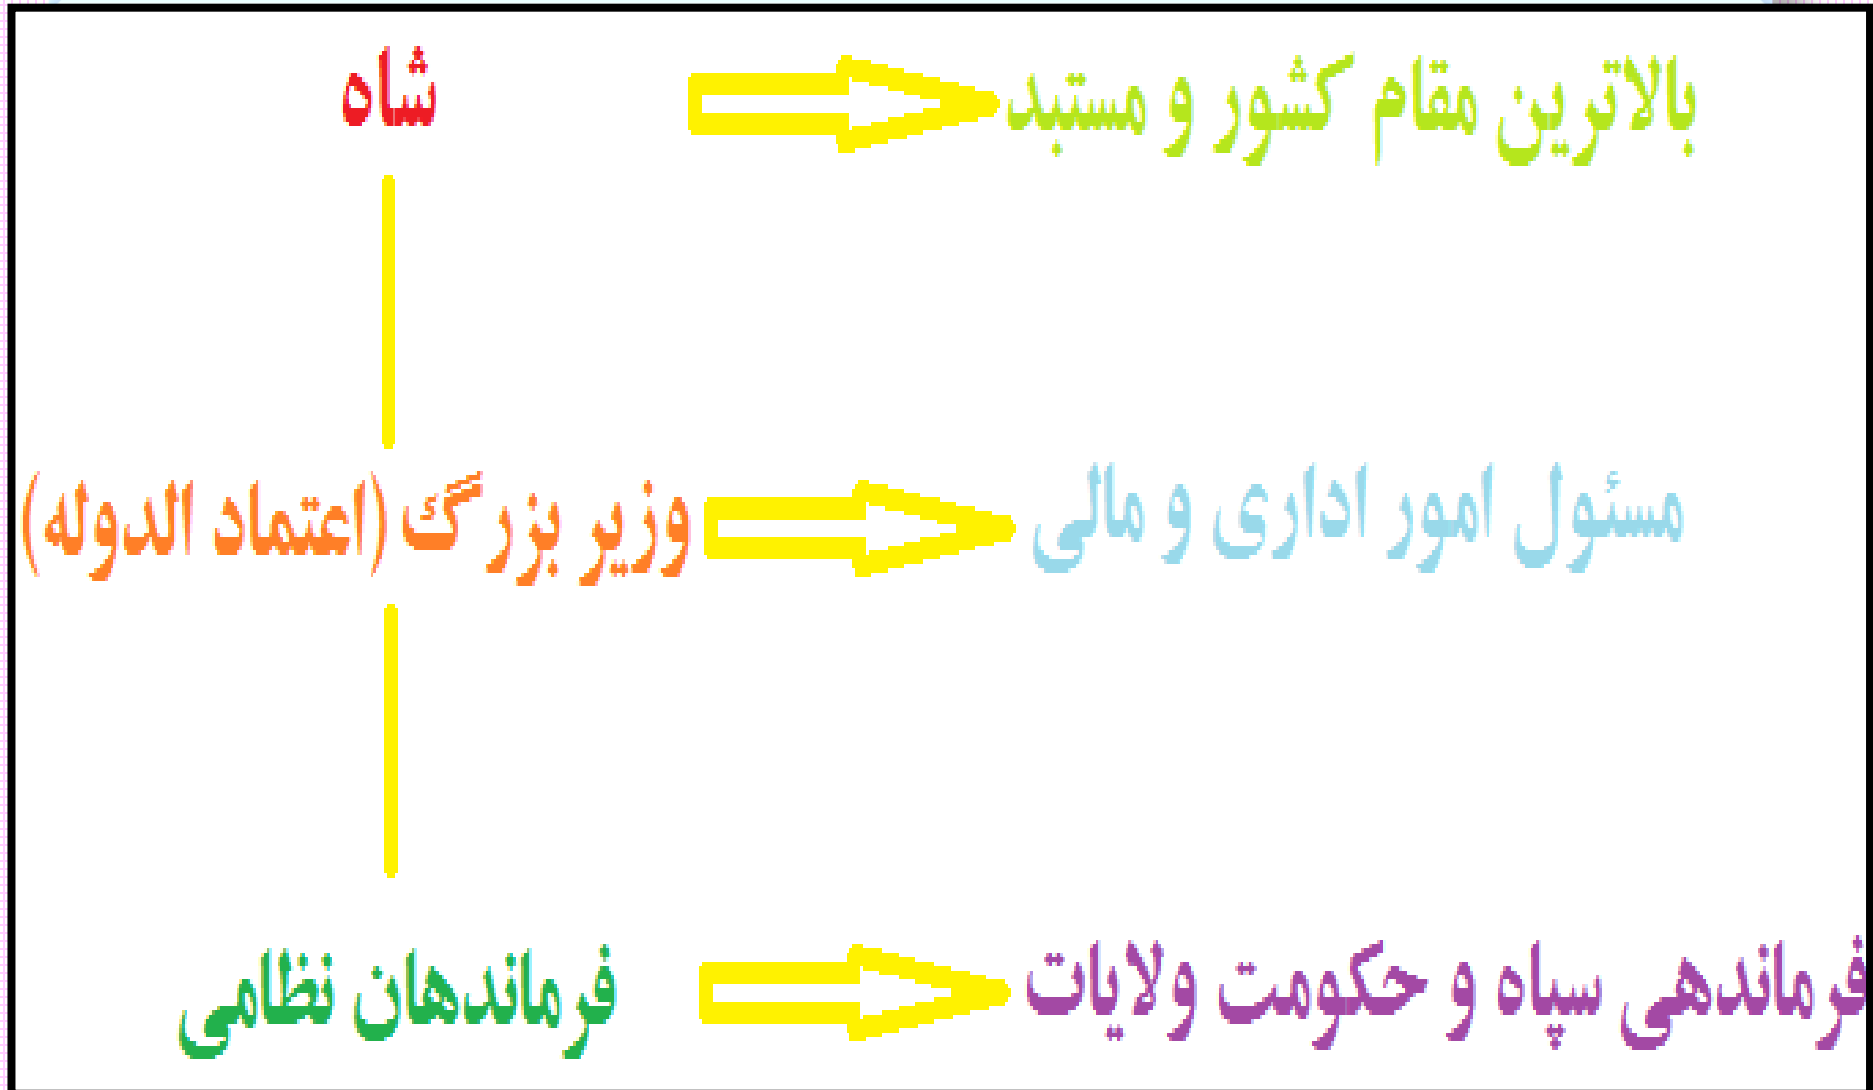 شاه
بالاترین مقام کشور و مستبد
وزیر بزرگ (اعتماد الدوله)
مسئول امور اداری و مالی
فرماندهان نظامی
فرماندهی سپاه و حکومت ولایات